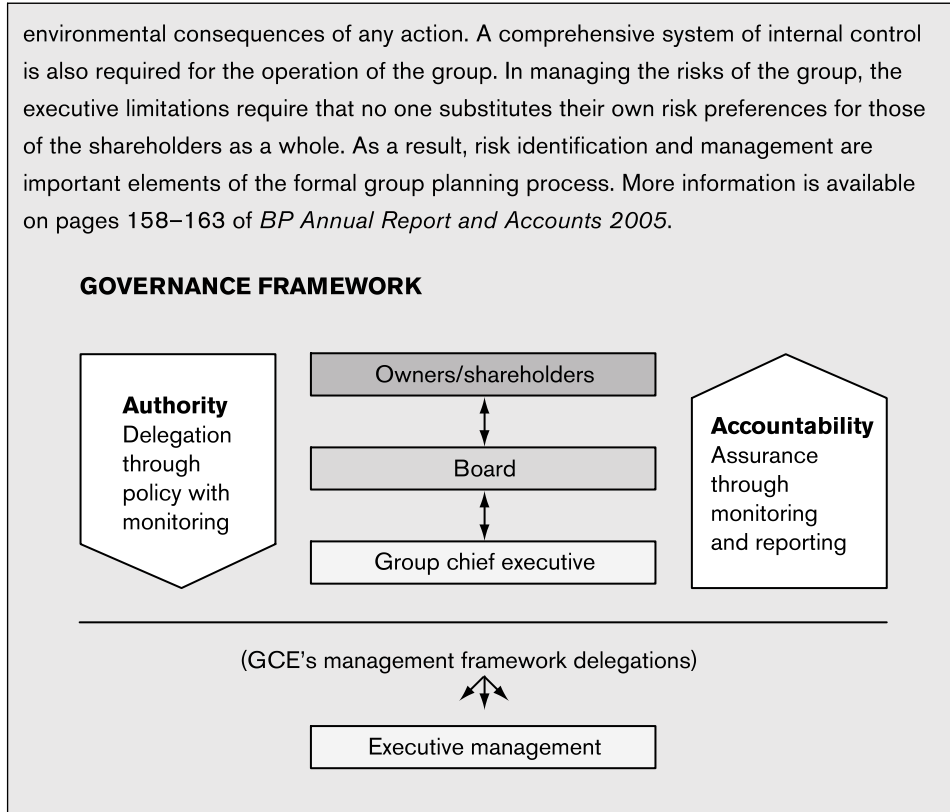 environmental consequences of any action. A comprehensive system of internal control
is also required for the operation of the group. In managing the risks of the group, the
executive limitations require that no one substitutes their own risk preferences for those
of the shareholders as a whole. As a result, risk identification and management are
important elements of the formal group planning process. More information is available
on pages 158–163 of BP Annual Report and Accounts 2005.
GOVERNANCE FRAMEWORK
Authority
Delegation
through
policy with
monitoring
Owners/shareholders
Board
Group chief executive
Accountability
Assurance
through
monitoring
and reporting
(GCE's management framework delegations)
Executive management